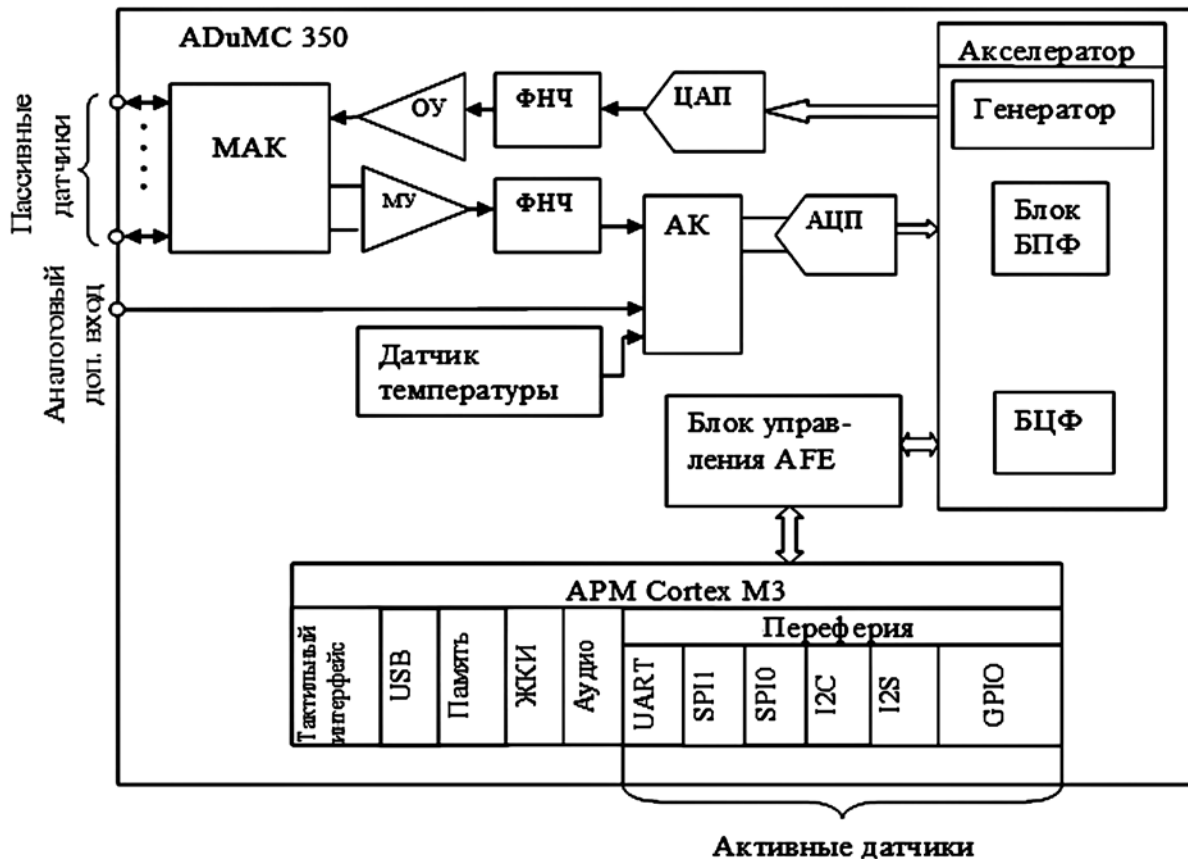 ADuMC 350
Акселератор
Пассивные
датчики
МАК
ОУ
ФНЧ
ЦАП
Генератор
МУ
ФНЧ
АК
АЦП
Блок
БПФ
Аналоговый
доп. вход
Датчик
температуры
Блок управ-
ления AFE
БЦФ
АРМ Cortex M3
Переферия
Тактильный
интерфейс
USB
Память
ЖКИ
Аудио
UART
SPI1
SPI0
I2C
I2S
GPIO
Активные датчики